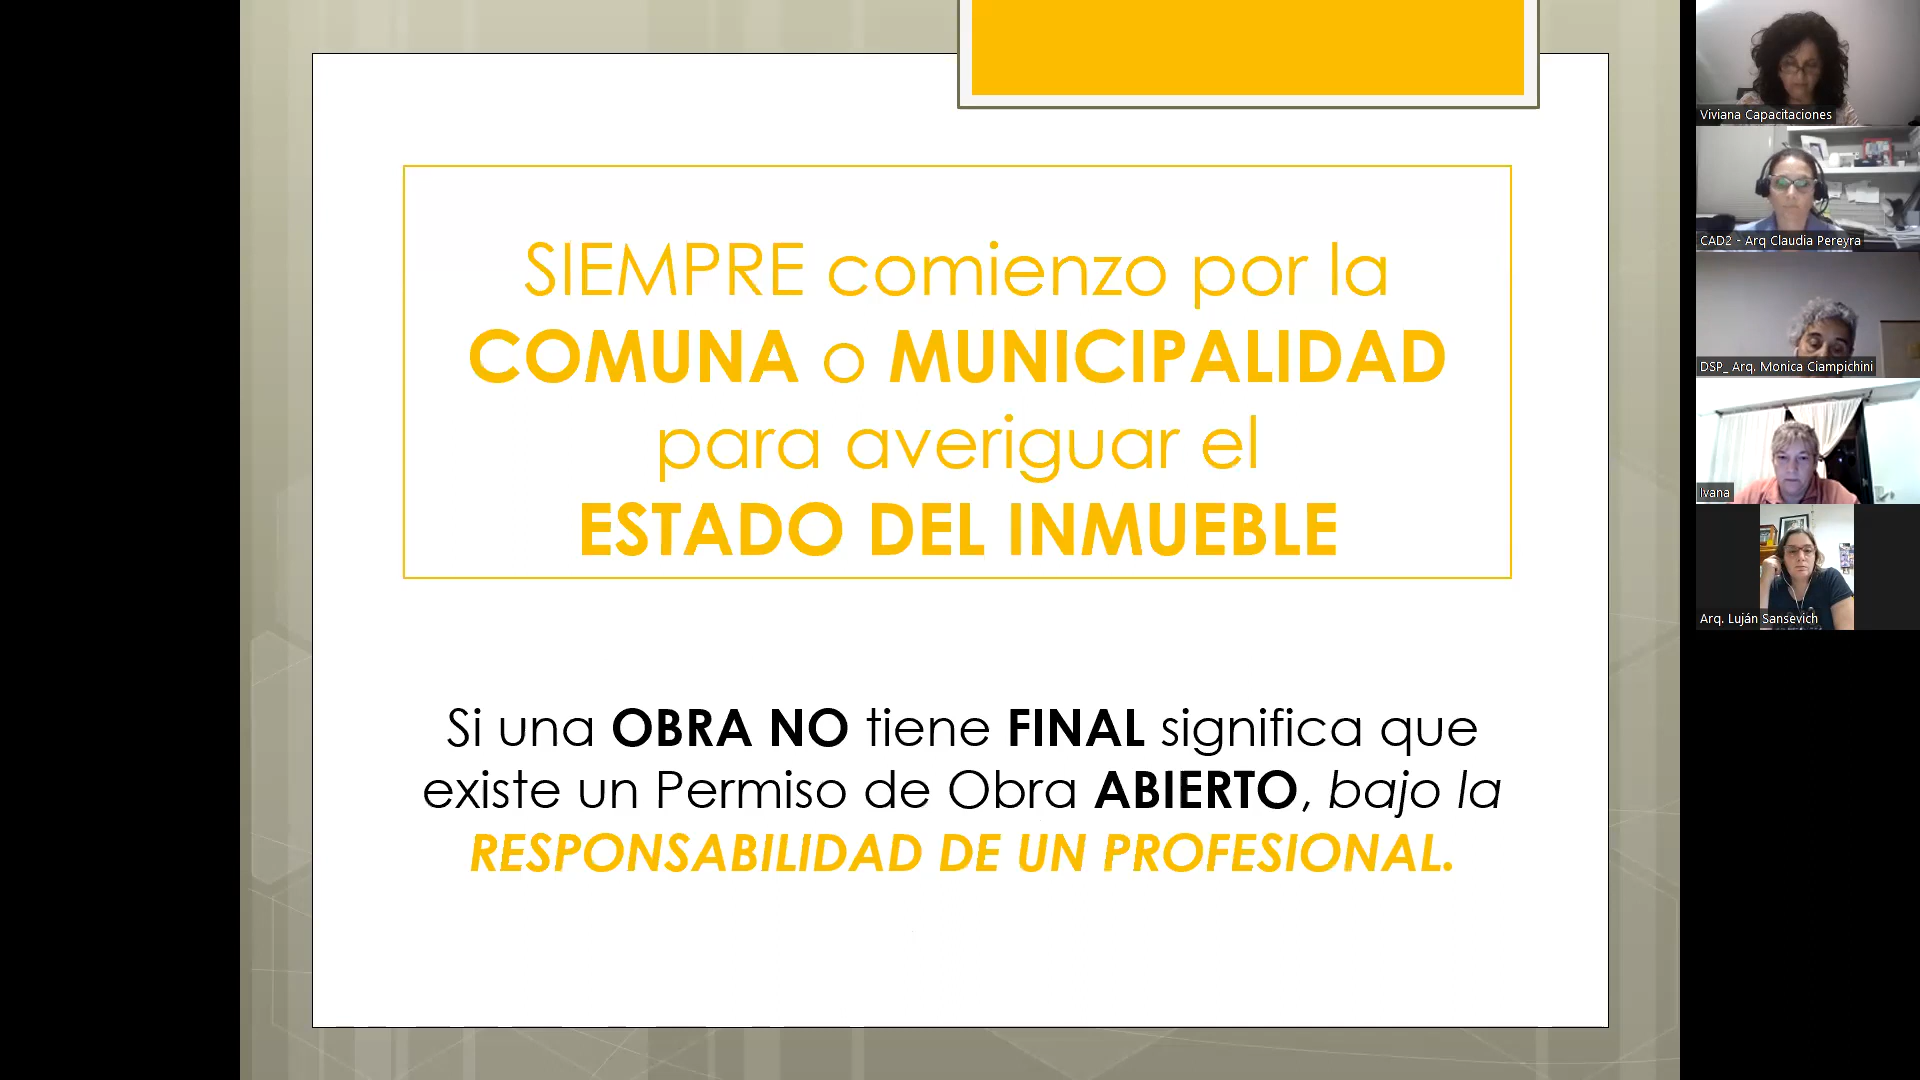 SIEMPRE comienzo por la
COMUNA o MUNICIPALIDAD
para averiguar el
ESTADO DEL INMUEBLE
Si una OBRA NO tiene FINAL significa que
existe un Permiso de Obra ABIERTO, bajo la
RESPONSABILIDAD DE UN PROFESIONAL.
Viviana Capacitaciones
CAD2 - Arq Claudia Pereyra
DSP_ Arq. Monica Ciampichini
Ivana
Arq. Luján Sansevich